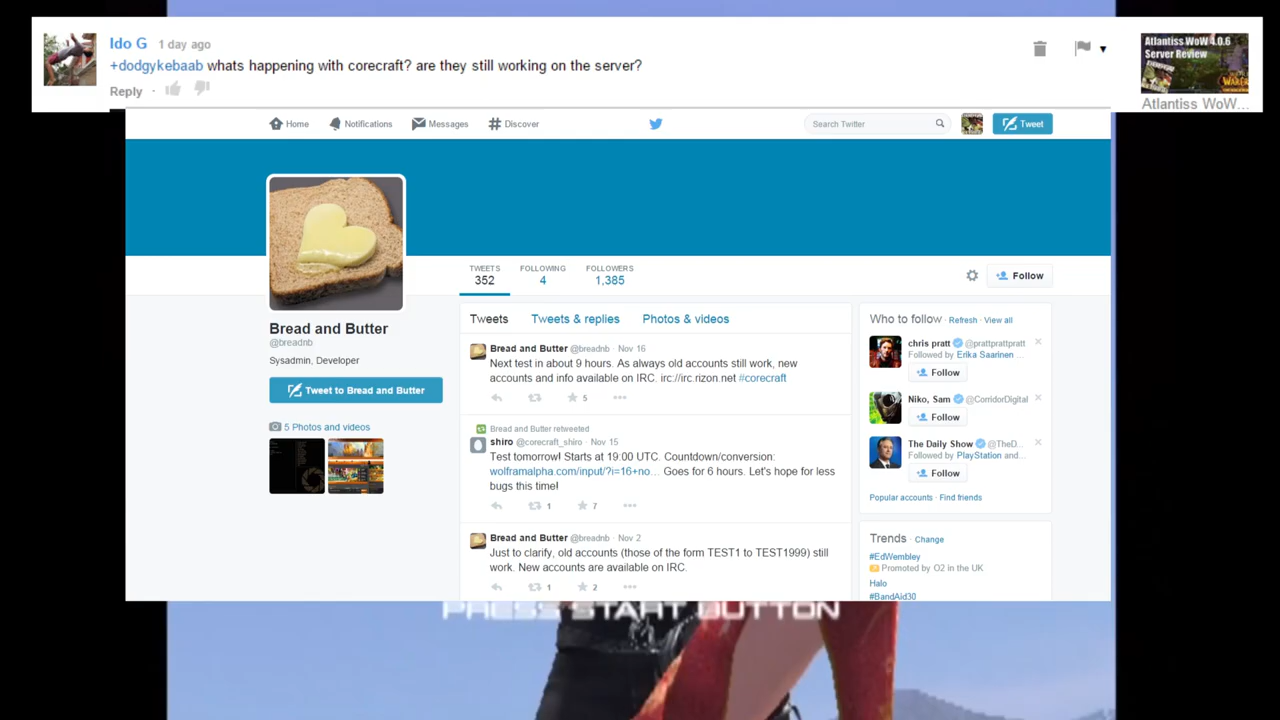 Ido G 1 day ago
+dodgykebaab whats happening with corecraft? are they still working on the server?
Reply ·
Atlantiss WoW 4.0.6
Server Review
Atlantiss WoW...
Home Notifications Messages Discover
Search Twitter
Tweet
TWEETS FOLLOWING FOLLOWERS
352 4 1,385
Follow
Bread and Butter
@breadnb
Sysadmin, Developer
Tweet to Bread and Butter
5 Photos and videos
Tweets Tweets & replies Photos & videos
Bread and Butter @breadnb · Nov 16
Next test in about 9 hours. As always old accounts still work, new
accounts and info available on IRC. irc://irc.rizon.net #corecraft
5
Bread and Butter retweeted
shiro @corecraft_shiro · Nov 15
Test tomorrow! Starts at 19:00 UTC. Countdown/conversion:
wolframalpha.com/input/?i=16+no... Goes for 6 hours. Let's hope for less
bugs this time!
1 7
Bread and Butter @breadnb · Nov 2
Just to clarify, old accounts (those of the form TEST1 to TEST1999) still
work. New accounts are available on IRC.
1 2
Who to follow · Refresh · View all
chris pratt @prattprattpratt
Followed by Erika Saarinen ...
Follow
Niko, Sam @CorridorDigital
Follow
The Daily Show @TheD...
Followed by PlayStation and...
Follow
Popular accounts · Find friends
Trends · Change
#EdWembley
Promoted by O2 in the UK
Halo
#BandAid30
PRESS START BUTTON